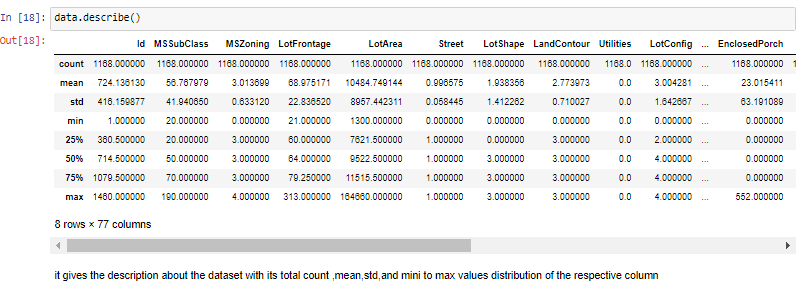 In [18]: data.describe()
Out[18]:
Id MSSubClass MSZoning LotFrontage LotArea Street LotShape LandContour Utilities LotConfig ... EnclosedPorch
count 1168.000000 1168.000000 1168.000000 1168.000000 1168.000000 1168.000000 1168.000000 1168.000000 1168.0 1168.000000 ... 1168.000000 1
mean 724.136130 56.767979 3.013699 68.975171 10484.749144 0.996575 1.938356 2.773973 0.0 3.004281 ... 23.015411
std 416.159877 41.940650 0.633120 22.836520 8957.442311 0.058445 1.412262 0.710027 0.0 1.642667 ... 63.191089
min 1.000000 20.000000 0.000000 21.000000 1300.000000 0.000000 0.000000 0.000000 0.0 0.000000 ... 0.000000
25% 360.500000 20.000000 3.000000 60.000000 7621.500000 1.000000 0.000000 3.000000 0.0 2.000000 ... 0.000000
50% 714.500000 50.000000 3.000000 64.000000 9522.500000 1.000000 3.000000 3.000000 0.0 4.000000 ... 0.000000
75% 1079.500000 70.000000 3.000000 79.250000 11515.500000 1.000000 3.000000 3.000000 0.0 4.000000 ... 0.000000
max 1460.000000 190.000000 4.000000 313.000000 164660.000000 1.000000 3.000000 3.000000 0.0 4.000000 ... 552.000000
8 rows × 77 columns
it gives the description about the dataset with its total count ,mean,std,and mini to max values distribution of the respective column